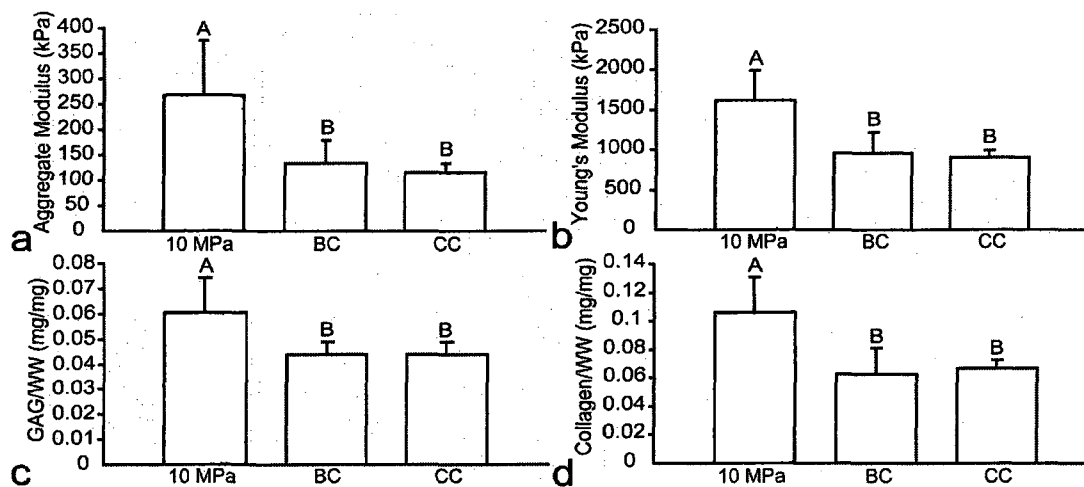 Aggregate Modulus (kPa)
400
350
300
250
200
150
100
50
0
A
B
B
10 MPa BC CC
a
Young's Modulus (kPa)
2500
2000
1500
1000
500
0
A
B
B
10 MPa BC CC
b
GAG/WW (mg/mg)
0.08
0.07
0.06
0.05
0.04
0.03
0.02
0.01
0
A
B
B
10 MPa BC CC
c
Collagen/WW (mg/mg)
0.14
0.12
0.1
0.08
0.06
0.04
0.02
0
A
B
B
10 MPa BC CC
d